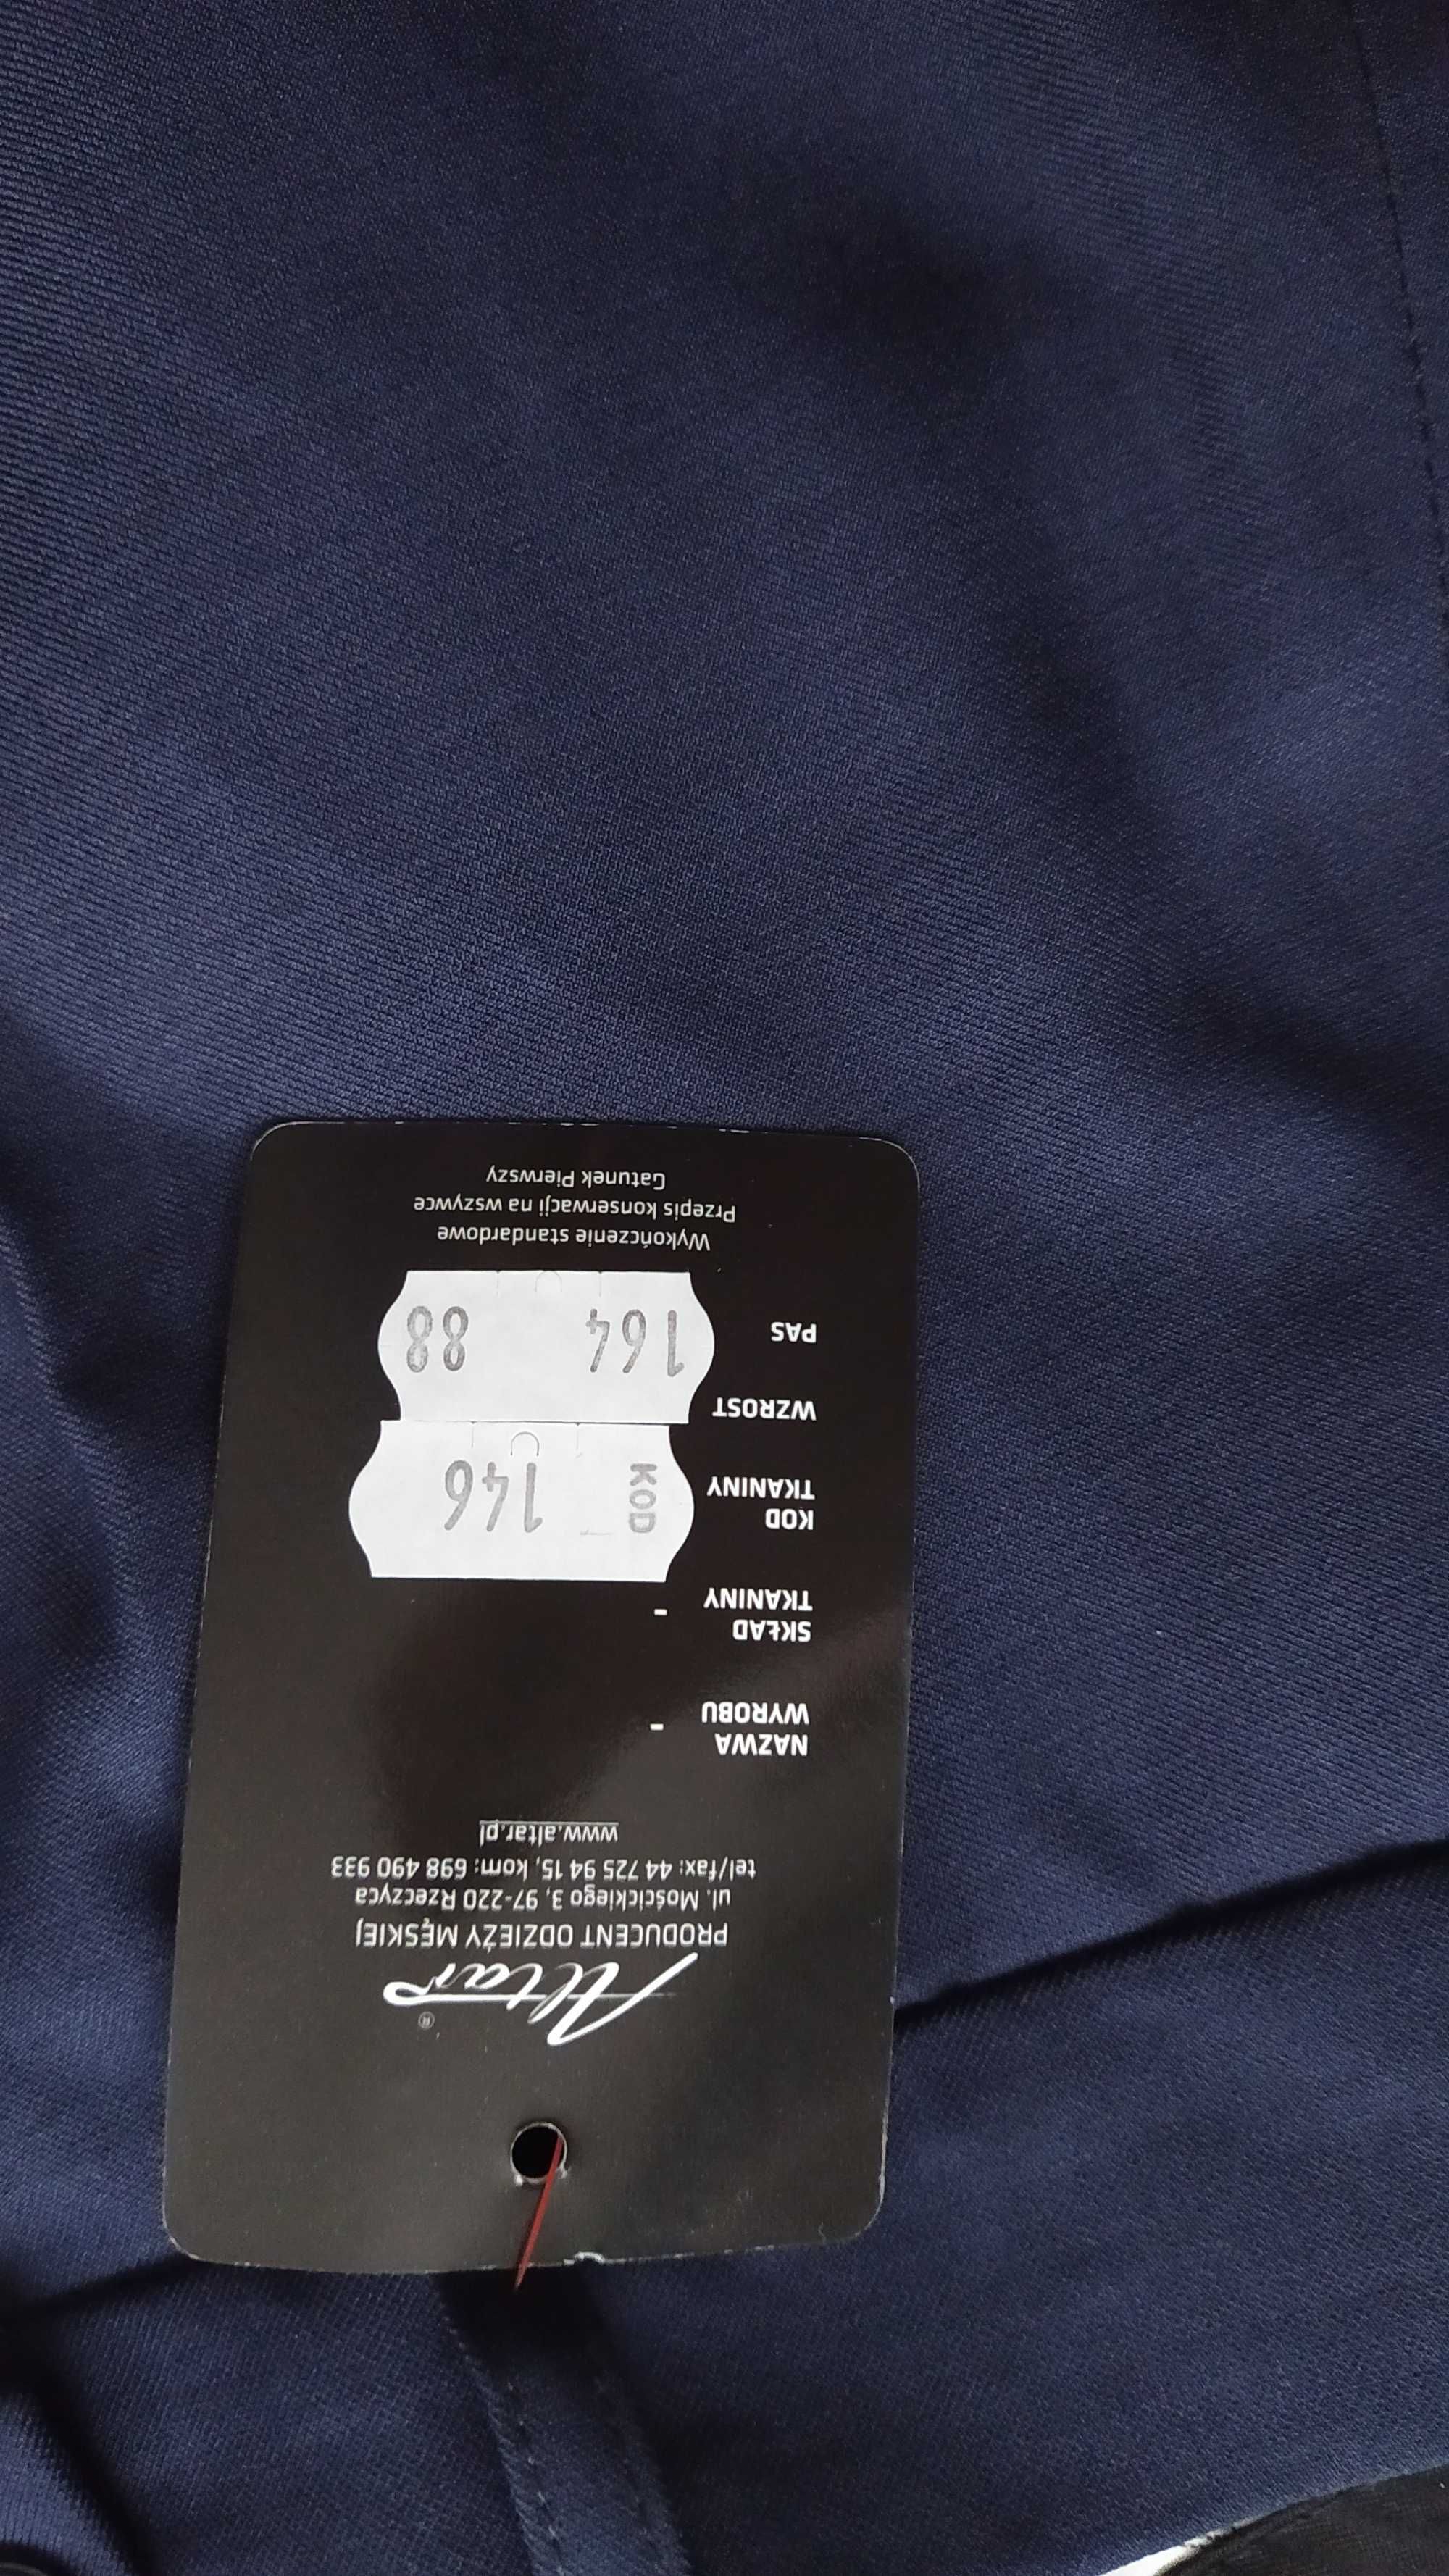 Altar®
PRODUCENT ODZIEŻY MĘSKIEJ
ul. Mościckiego 3, 97-220 Rzeczyca
tel/fax: 44 725 94 15, kom: 698 490 933
www.altar.pl
NAZWA
WYROBU -
SKŁAD
TKANINY -
KOD
TKANINY
KOD 146
WZROST
PAS
164 88
Wykończenie standardowe
Przepis konserwacji na wszywce
Gatunek Pierwszy